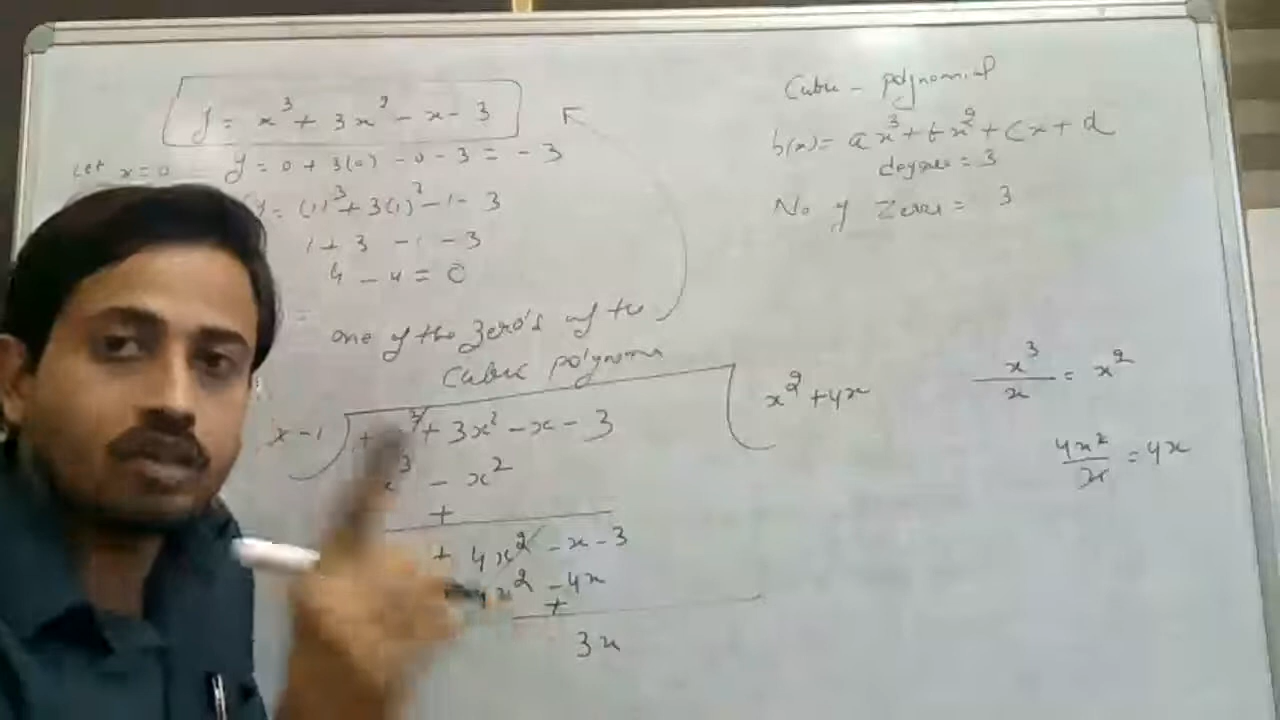 y = x³ + 3x² - x - 3
Let x = 0 y = 0 + 3(0) - 0 - 3 = - 3
y = (1)³ + 3(1)² - 1 - 3
1 + 3 - 1 - 3
4 - 4 = 0
=
one of the zero's of the
Cubic polynom
x - 1 ) + 3x² - x - 3 ( x² + 4x
- x²
+
+ 4x² - x - 3
4x² - 4x
+
3x
Cubic - polynomial
p(x) = ax³ + bx² + cx + d
degree = 3
No of Zeroes = 3
x³/x = x²
4x²/x = 4x